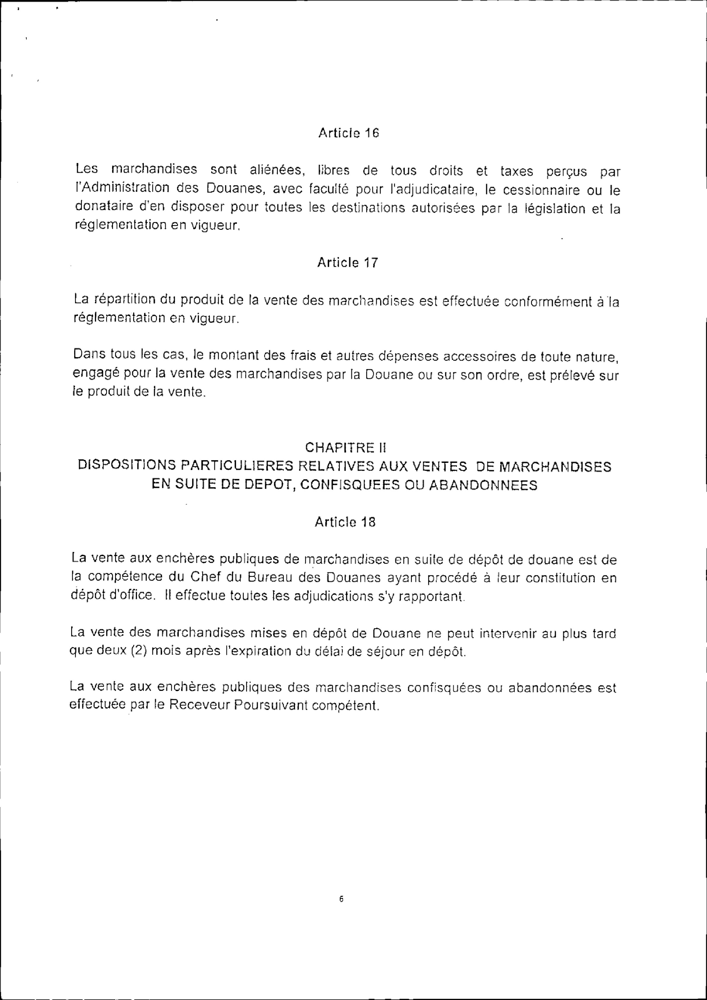 Article 16
Les marchandises sont aliénées, libres de tous droits et taxes perçus par
l'Administration des Douanes, avec faculté pour l'adjudicataire, le cessionnaire ou le
donataire d'en disposer pour toutes les destinations autorisées par la législation et la
réglementation en vigueur.
Article 17
La répartition du produit de la vente des marchandises est effectuée conformément à la
réglementation en vigueur.
Dans tous les cas, le montant des frais et autres dépenses accessoires de toute nature,
engagé pour la vente des marchandises par la Douane ou sur son ordre, est prélevé sur
le produit de la vente.
CHAPITRE II
DISPOSITIONS PARTICULIERES RELATIVES AUX VENTES DE MARCHANDISES
EN SUITE DE DEPOT, CONFISQUEES OU ABANDONNEES
Article 18
La vente aux enchères publiques de marchandises en suite de dépôt de douane est de
la compétence du Chef du Bureau des Douanes ayant procédé à leur constitution en
dépôt d'office. Il effectue toutes les adjudications s'y rapportant.
La vente des marchandises mises en dépôt de Douane ne peut intervenir au plus tard
que deux (2) mois après l'expiration du délai de séjour en dépôt.
La vente aux enchères publiques des marchandises confisquées ou abandonnées est
effectuée par le Receveur Poursuivant compétent.
6